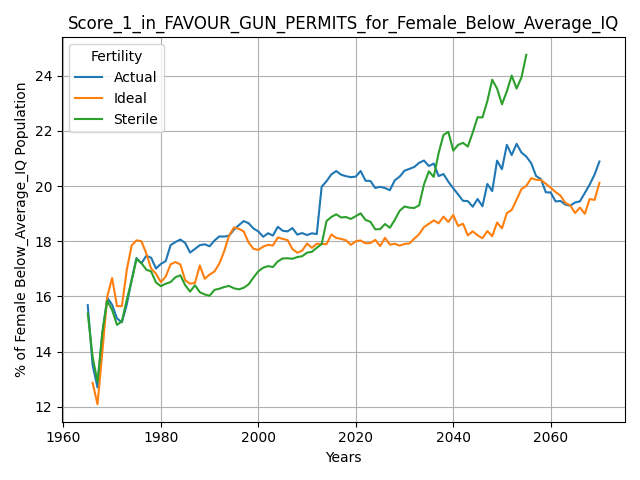 Score_1_in_FAVOUR_GUN_PERMITS_for_Female_Below_Average_IQ
Fertility
Actual
Ideal
Sterile
% of Female Below_Average_IQ Population
24
22
20
18
16
14
12
1960 1980 2000 2020 2040 2060
Years